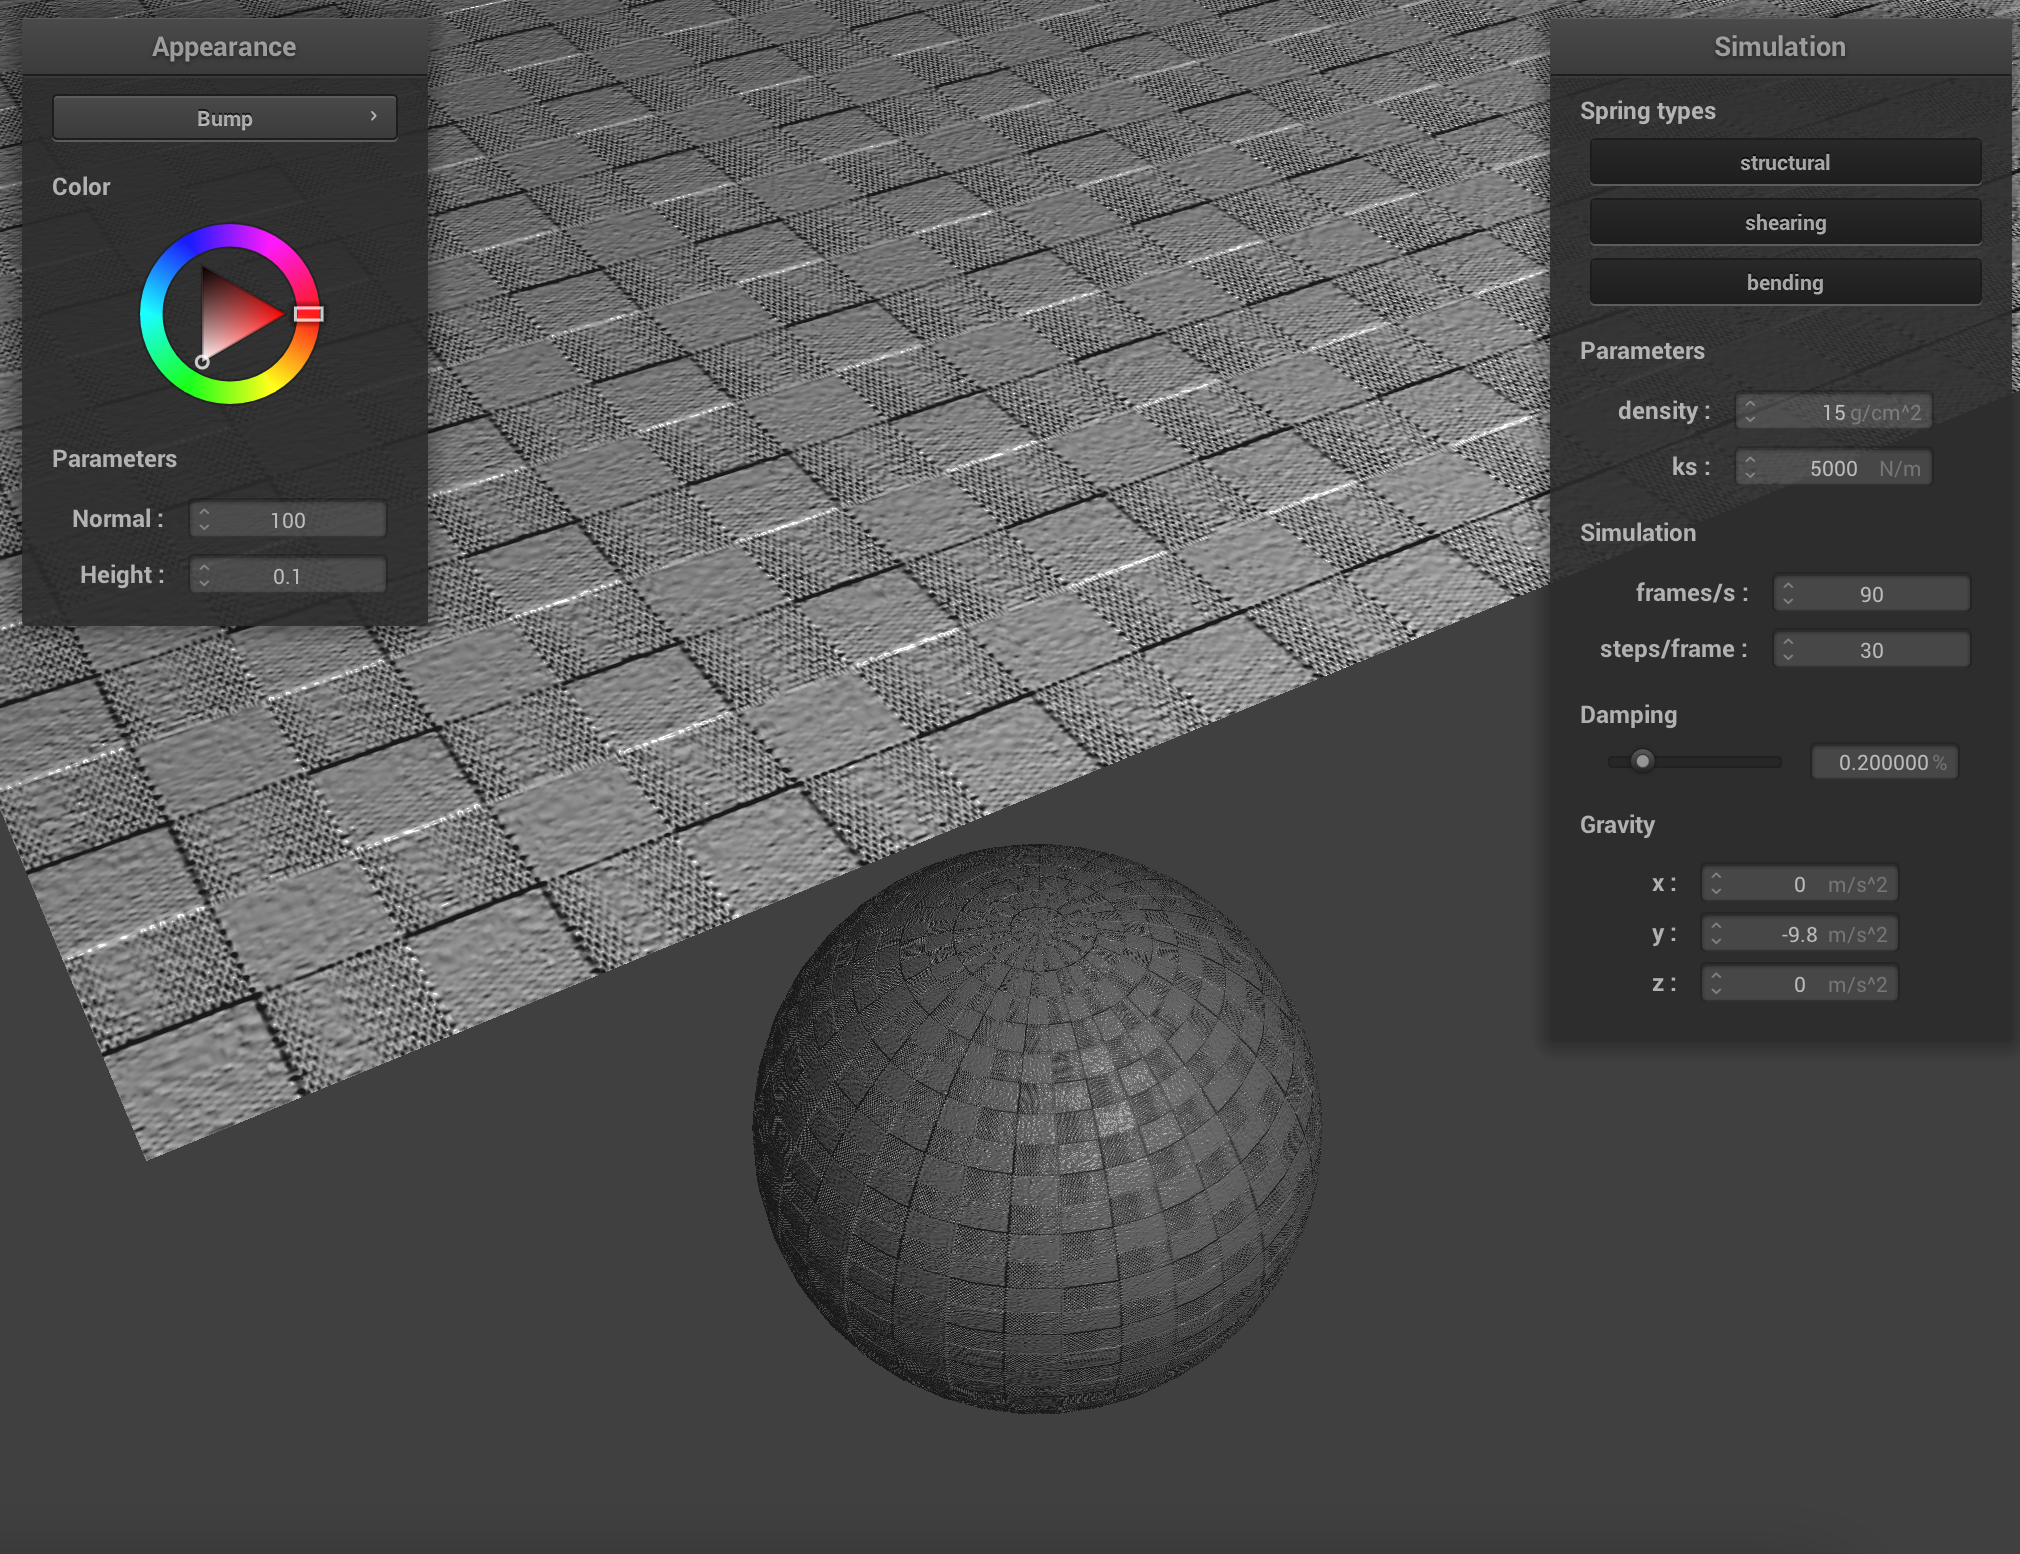 Appearance
Bump
Color
Parameters
Normal : 100
Height : 0.1
Simulation
Spring types
structural
shearing
bending
Parameters
density : 15 g/cm^2
ks : 5000 N/m
Simulation
frames/s : 90
steps/frame : 30
Damping
0.200000 %
Gravity
x : 0 m/s^2
y : -9.8 m/s^2
z : 0 m/s^2